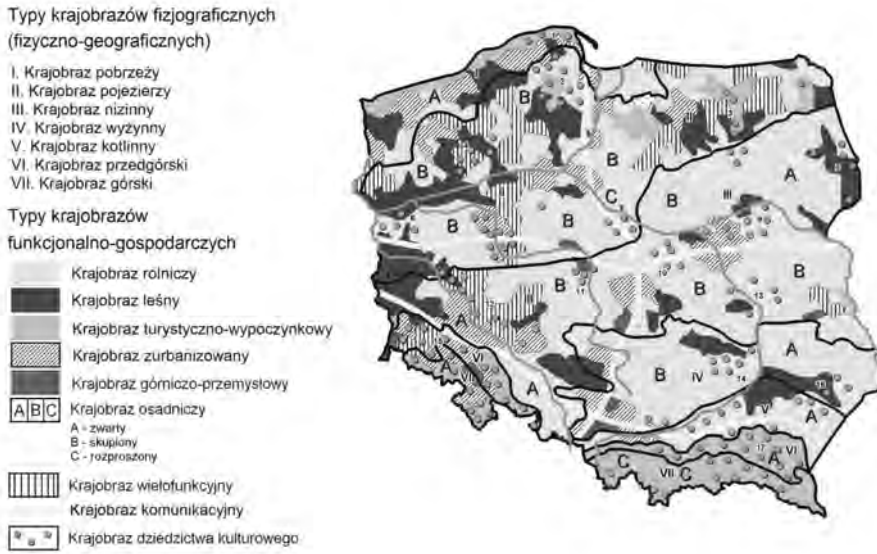 Typy krajobrazów fizjograficznych
(fizyczno-geograficznych)
I. Krajobraz pobrzeży
II. Krajobraz pojezierzy
III. Krajobraz nizinny
IV. Krajobraz wyżynny
V. Krajobraz kotlinny
VI. Krajobraz przedgórski
VII. Krajobraz górski
Typy krajobrazów
funkcjonalno-gospodarczych
Krajobraz rolniczy
Krajobraz leśny
Krajobraz turystyczno-wypoczynkowy
Krajobraz zurbanizowany
Krajobraz górniczo-przemysłowy
A B C Krajobraz osadniczy
A - zwarty
B - skupiony
C - rozproszony
Krajobraz wielofunkcyjny
Krajobraz komunikacyjny
Krajobraz dziedzictwa kulturowego
A
B
B
B
A
C
B
III
B
B
B
B
B
A
A
VI
A
VII
A
B
IV
14
V
A
C
VII
C
17
A
VI